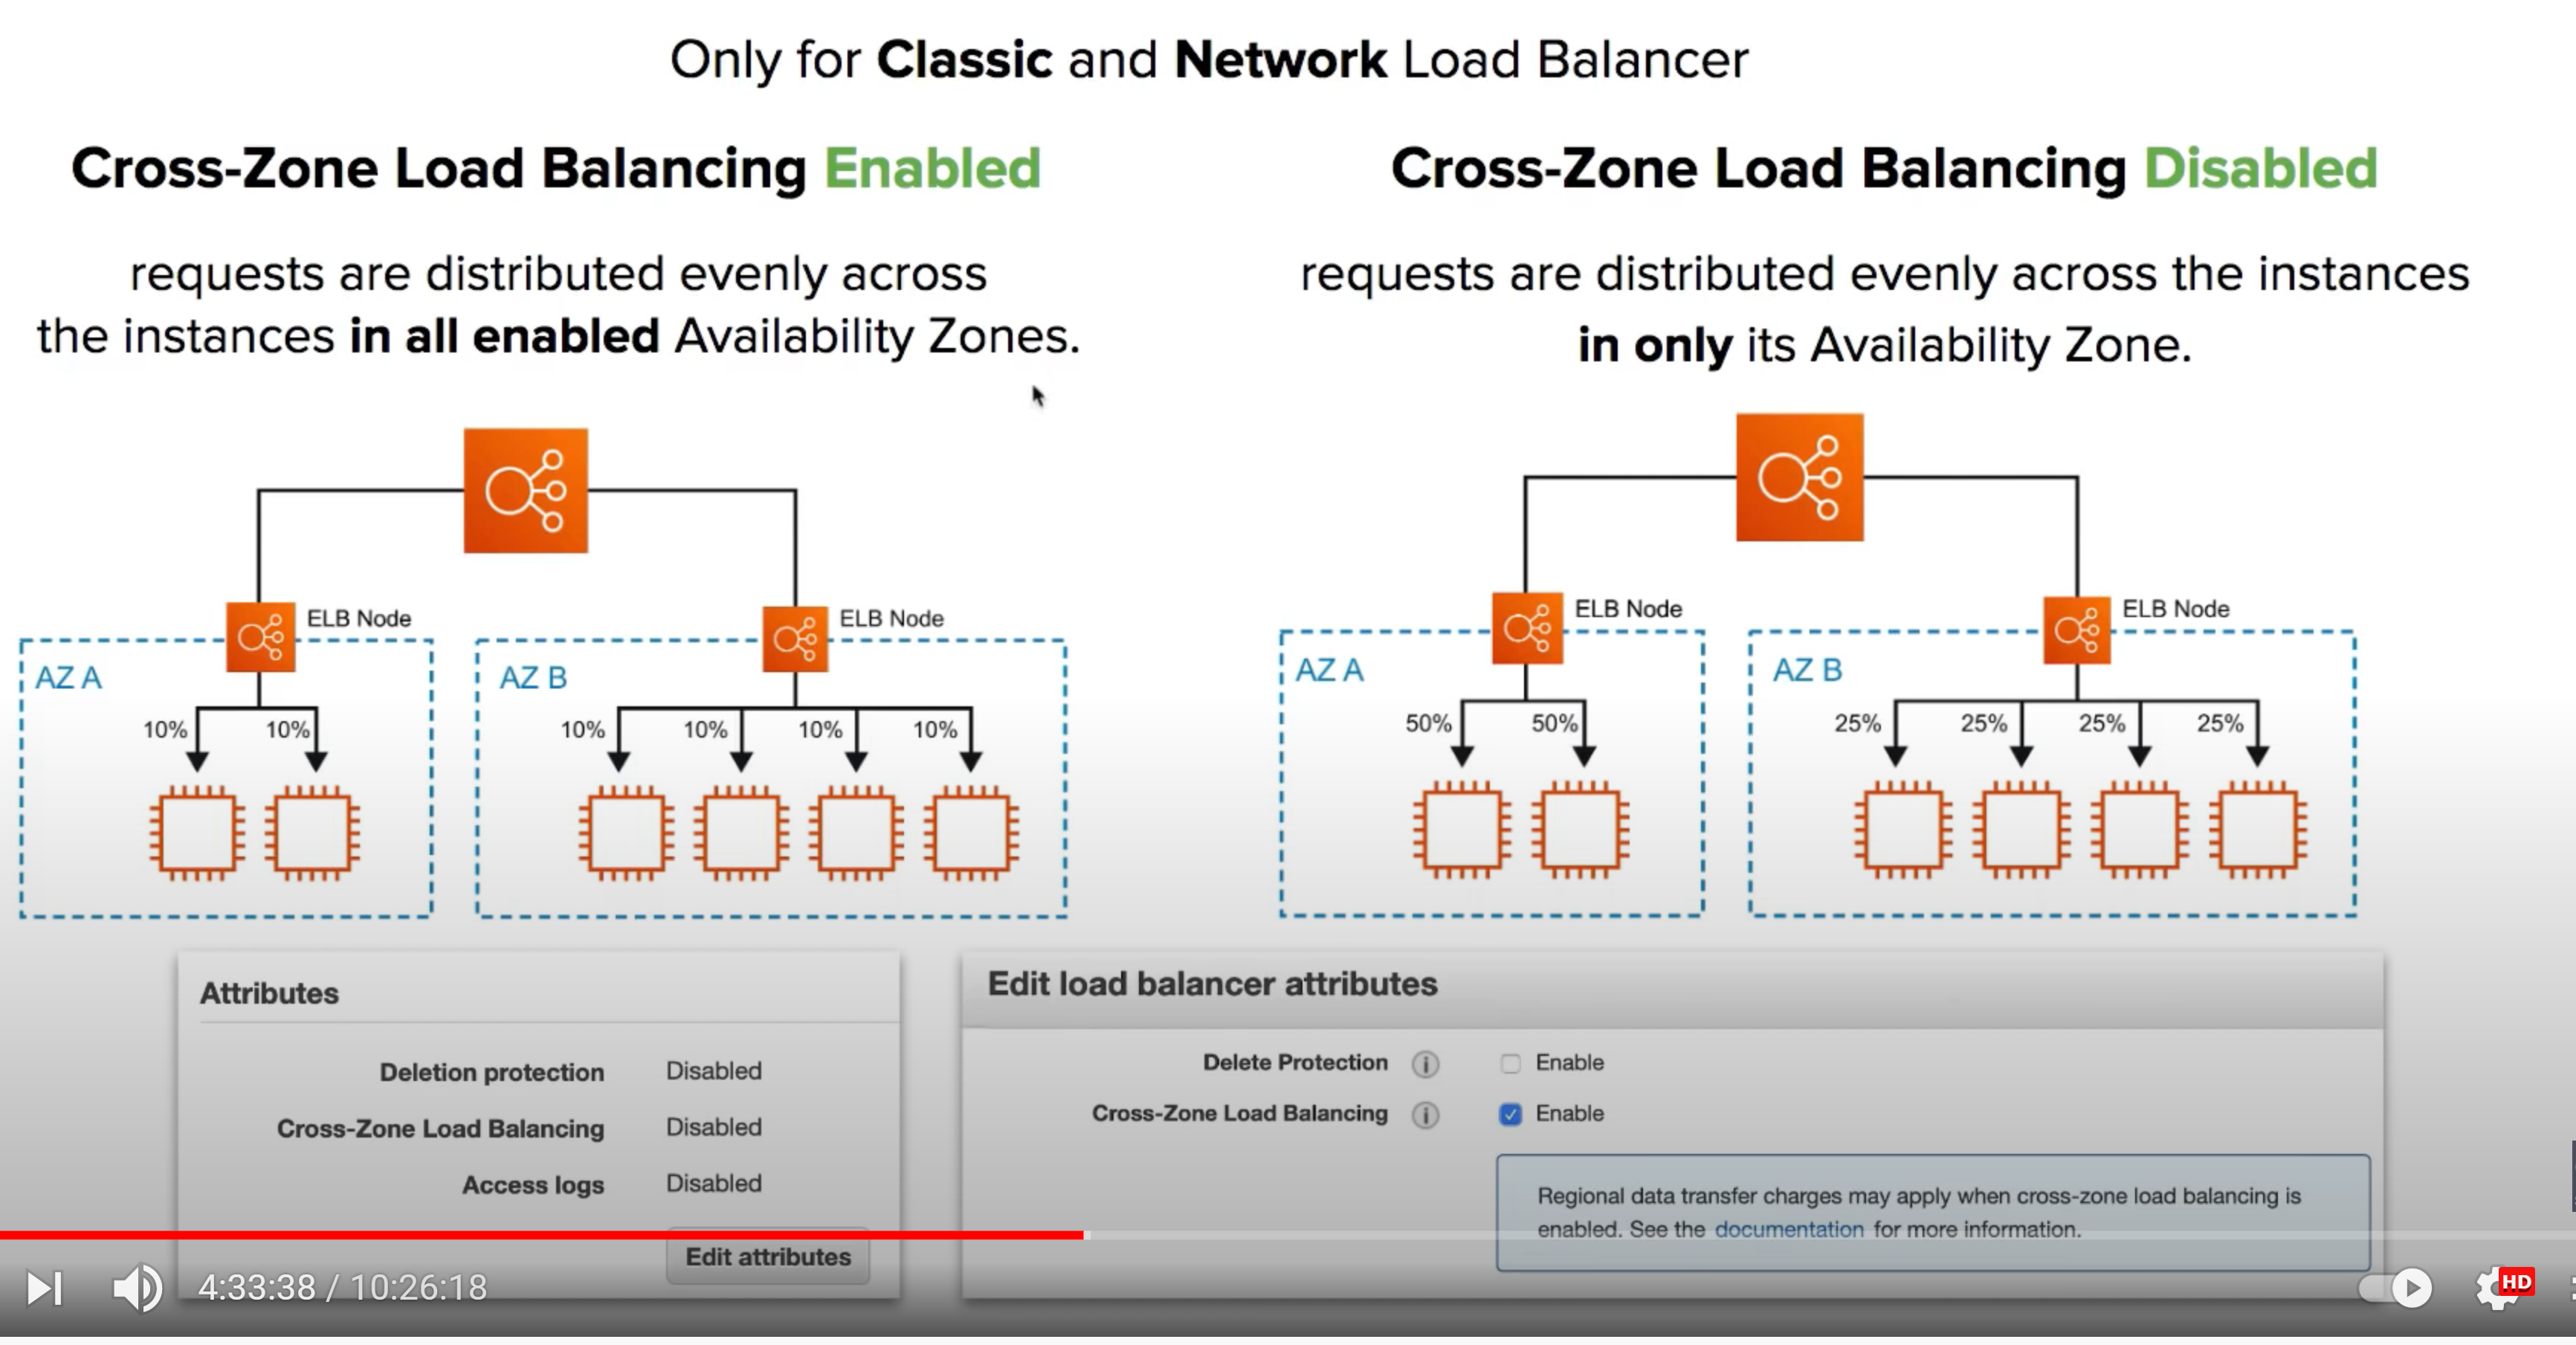 Only for Classic and Network Load Balancer
Cross-Zone Load Balancing Enabled
requests are distributed evenly across
the instances in all enabled Availability Zones.
ELB Node
ELB Node
AZ A
AZ B
10%
10%
10%
10%
10%
10%
Cross-Zone Load Balancing Disabled
requests are distributed evenly across the instances
in only its Availability Zone.
ELB Node
ELB Node
AZ A
AZ B
50%
50%
25%
25%
25%
25%
Attributes
Deletion protection Disabled
Cross-Zone Load Balancing Disabled
Access logs Disabled
Edit attributes
Edit load balancer attributes
Delete Protection i Enable
Cross-Zone Load Balancing i Enable
Regional data transfer charges may apply when cross-zone load balancing is
enabled. See the documentation for more information.
4:33:38 / 10:26:18
HD